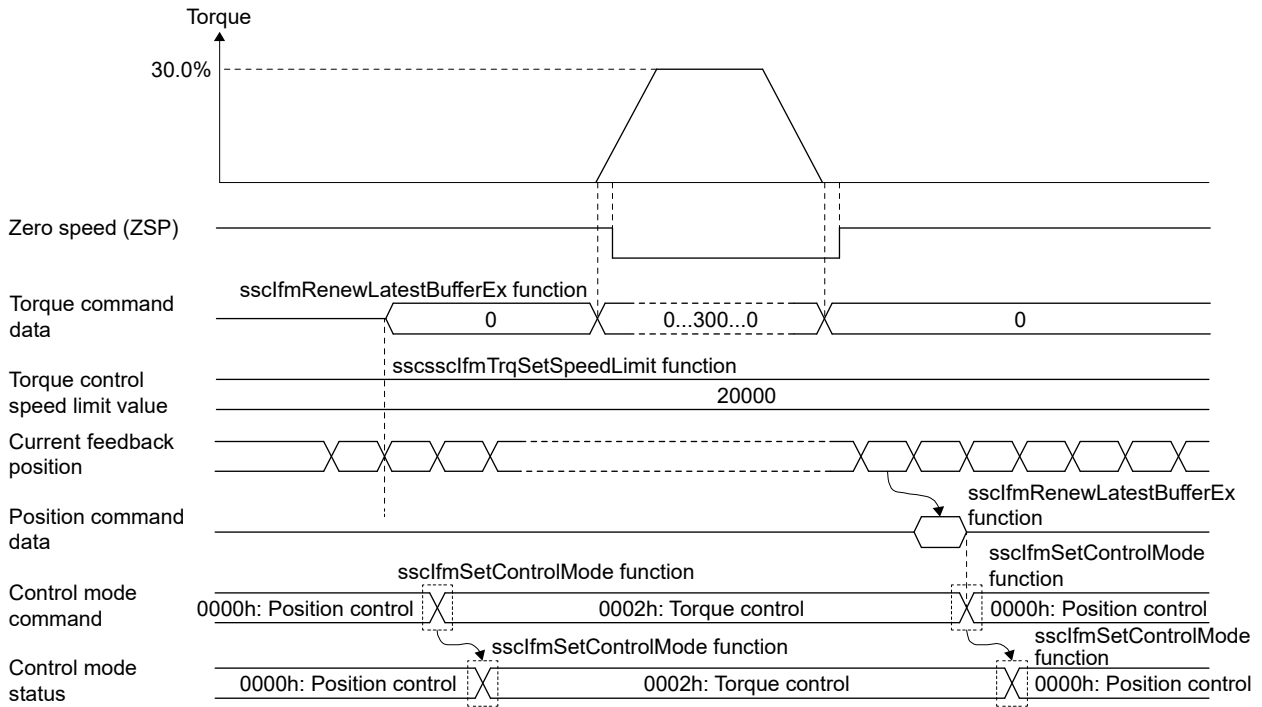 Torque
30.0%
Zero speed (ZSP)
sscIfmRenewLatestBufferEx function
Torque command
data
0
0...300...0
0
sscsscIfmTrqSetSpeedLimit function
Torque control
speed limit value
20000
Current feedback
position
sscIfmRenewLatestBufferEx
function
Position command
data
sscIfmSetControlMode function
sscIfmSetControlMode
function
Control mode
command
0000h: Position control
0002h: Torque control
0000h: Position control
sscIfmSetControlMode function
sscIfmSetControlMode
function
Control mode
status
0000h: Position control
0002h: Torque control
0000h: Position control